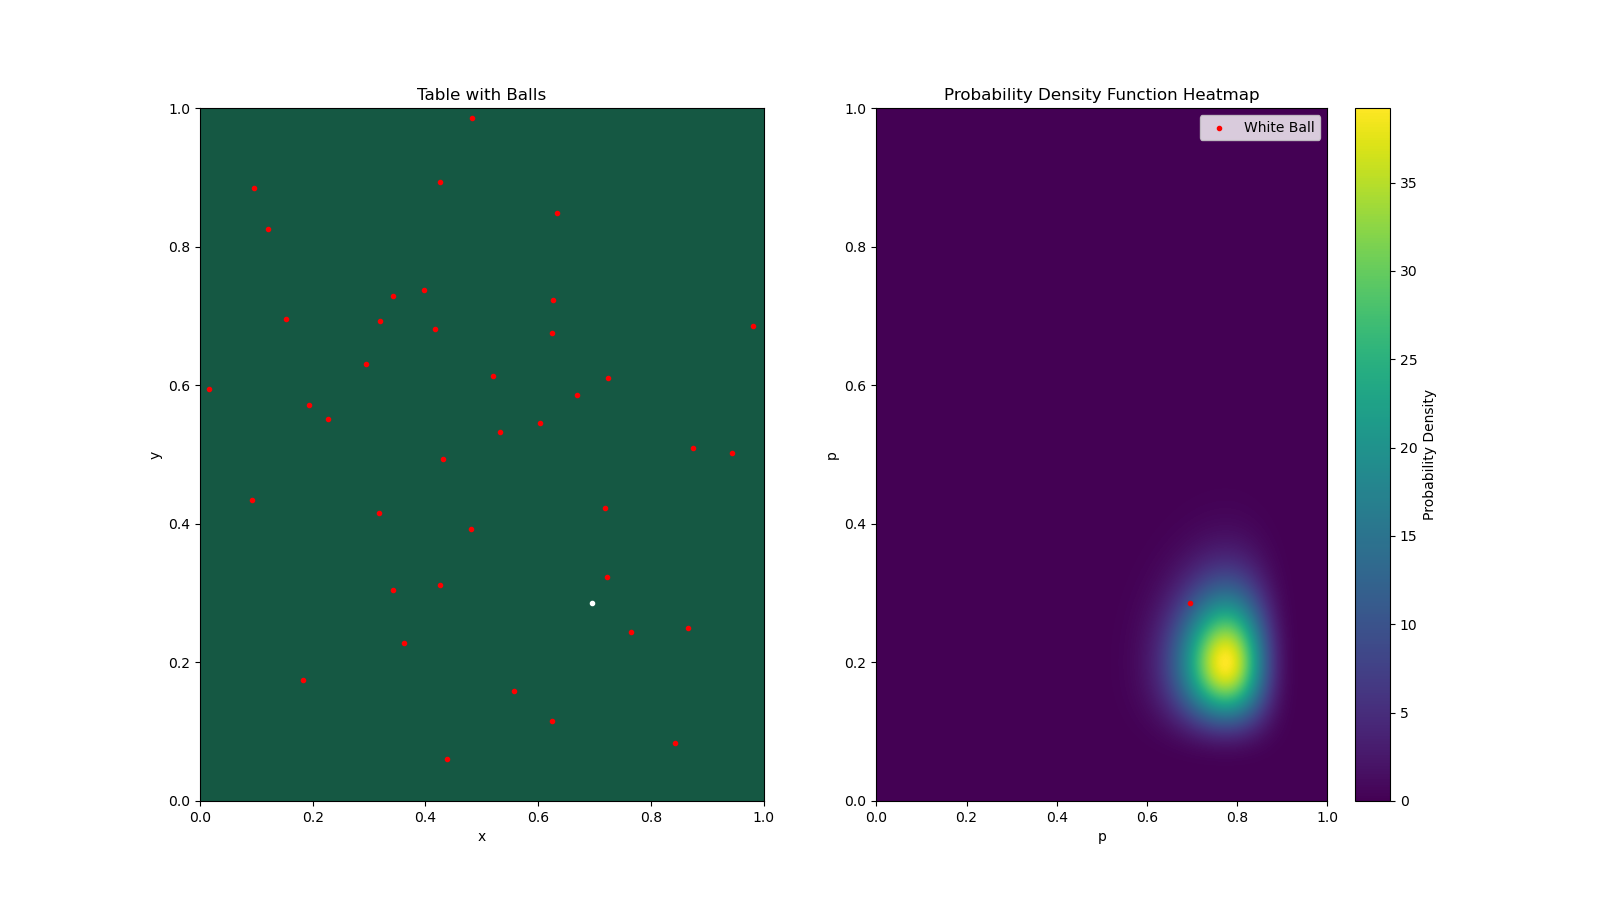 Table with Balls
1.0
0.8
0.6
0.4
0.2
0.0
y
0.0 0.2 0.4 0.6 0.8 1.0
x
Probability Density Function Heatmap
White Ball
1.0
0.8
0.6
0.4
0.2
0.0
p
0.0 0.2 0.4 0.6 0.8 1.0
p
35
30
25
20
15
10
5
0
Probability Density